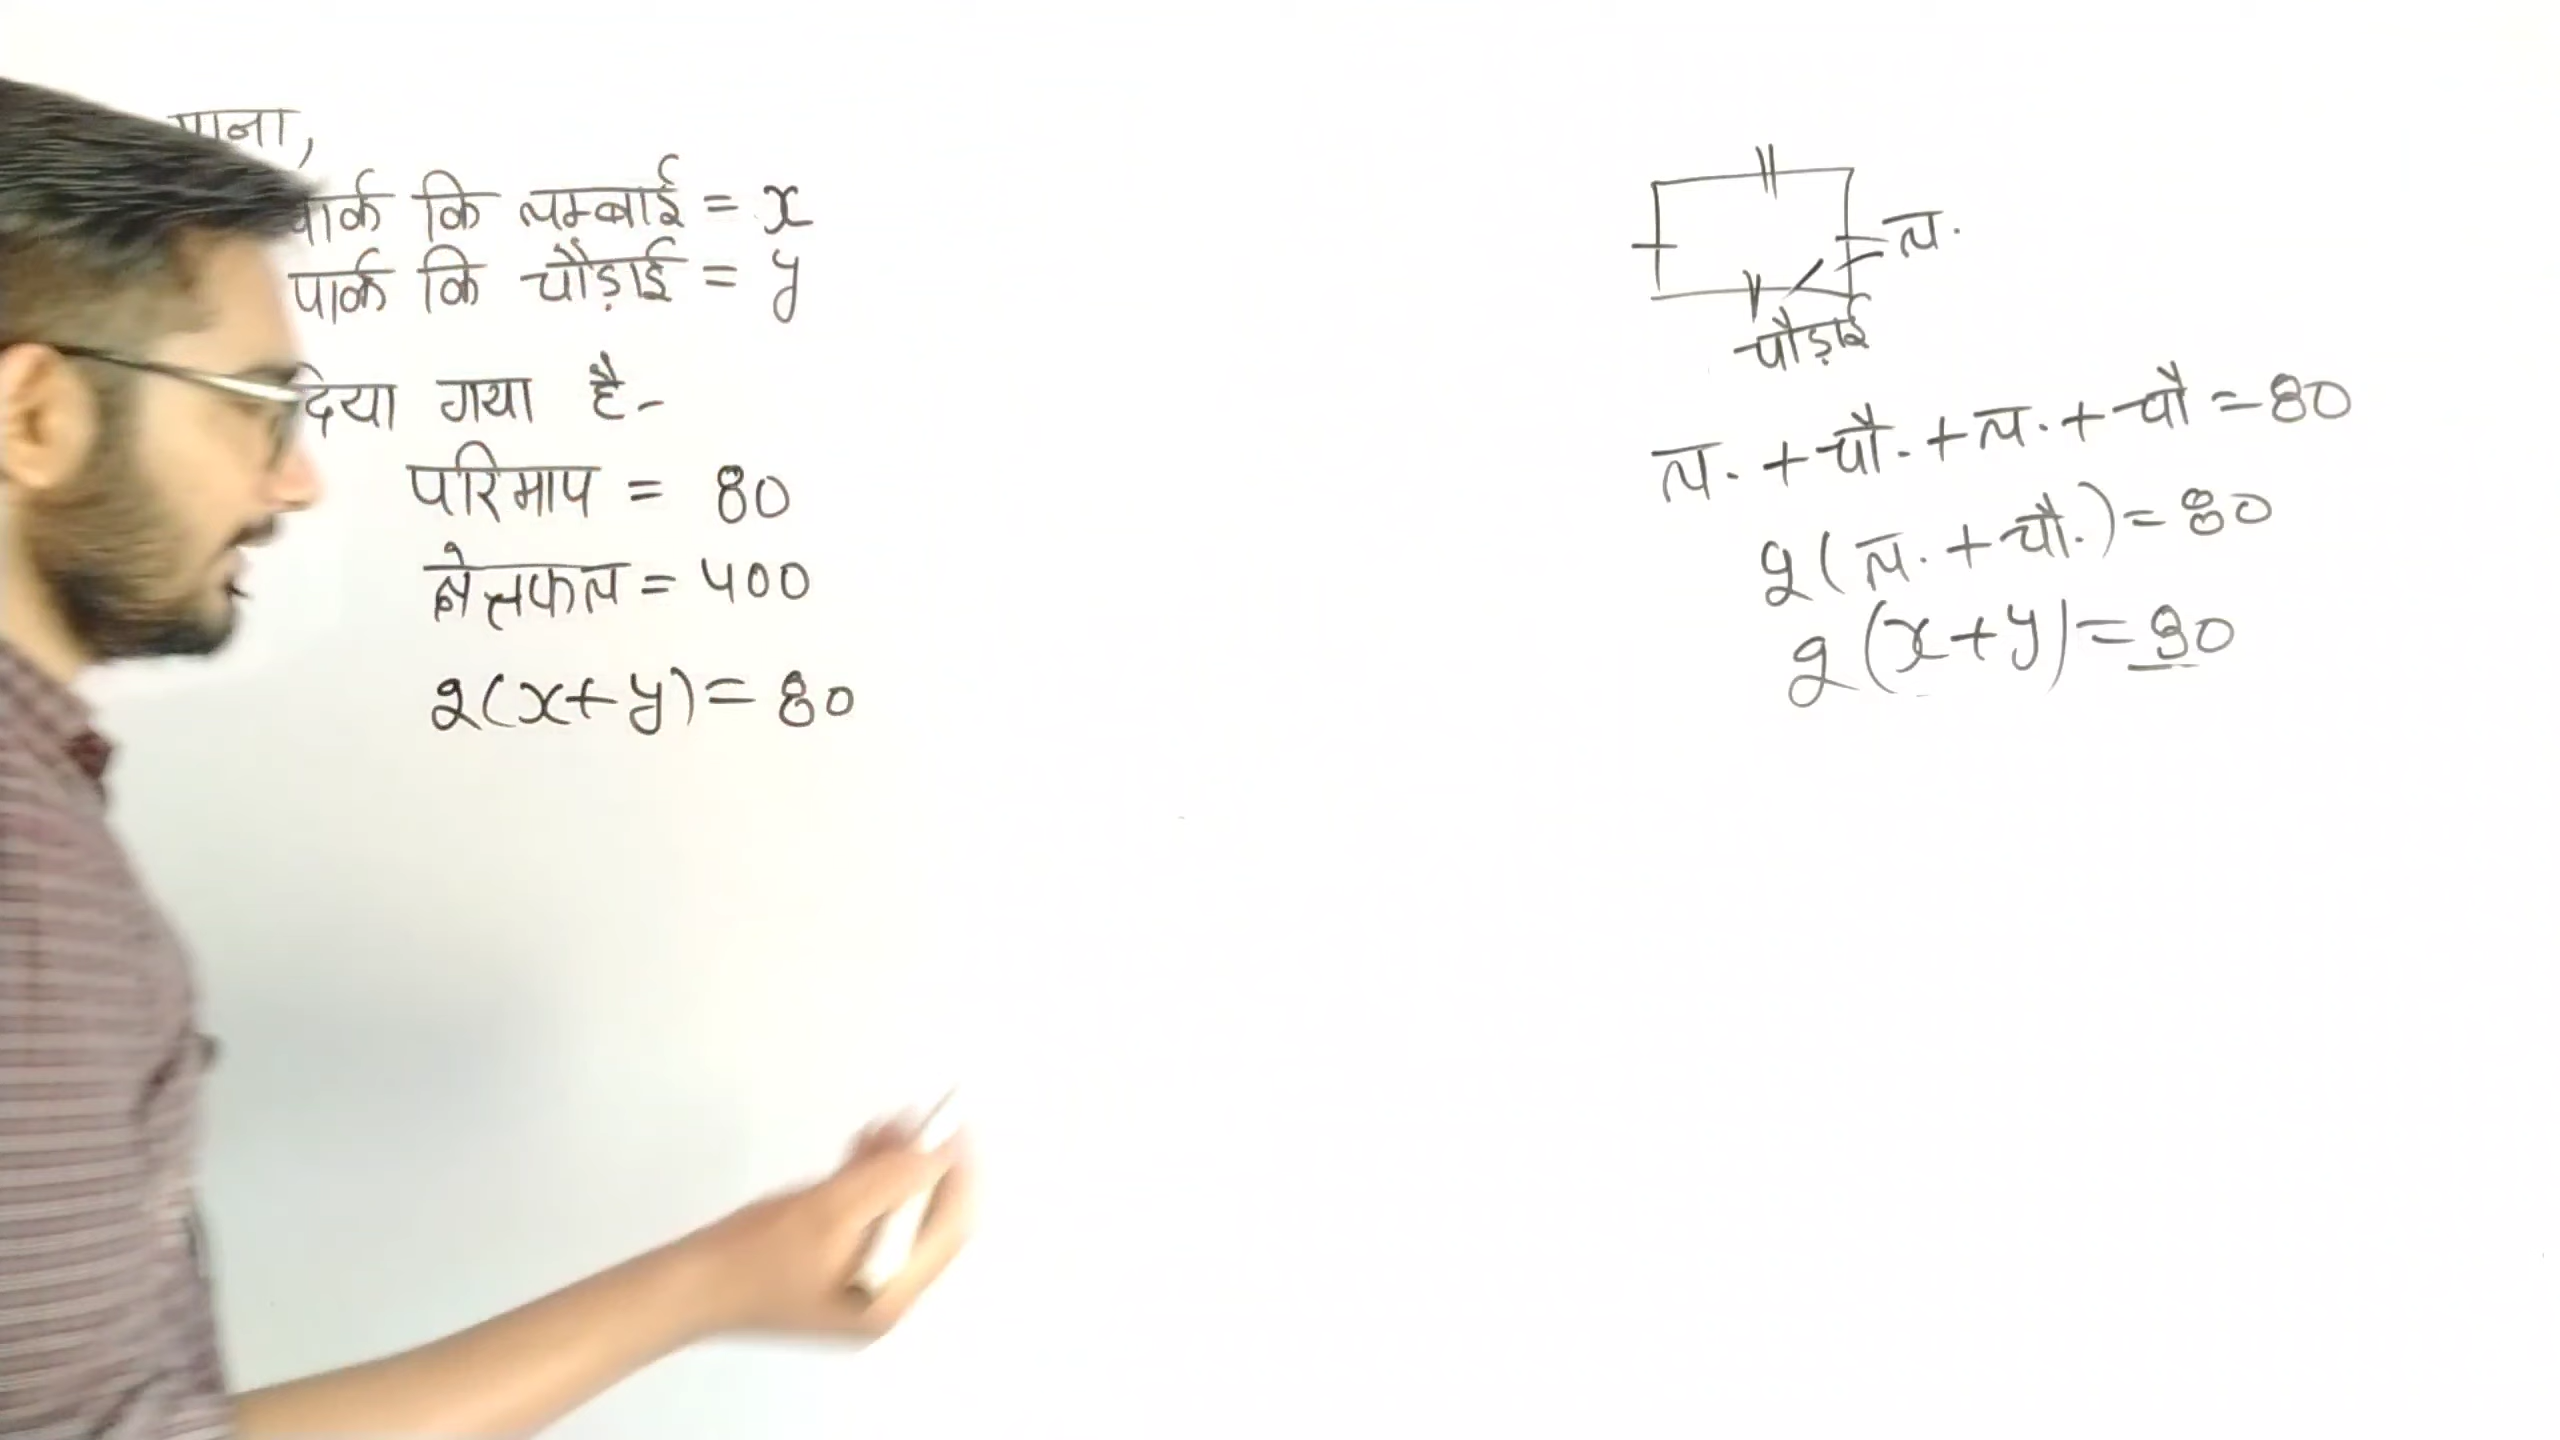 माना,
पार्क कि लम्बाई = x
पार्क कि चौड़ाई = y
दिया गया है-
परिमाप = 80
क्षेत्रफल = 400
2(x+y) = 80
ल.
चौड़ाई
ल. + चौ. + ल. + चौ = 80
2(ल. + चौ.) = 80
2(x+y) = 80